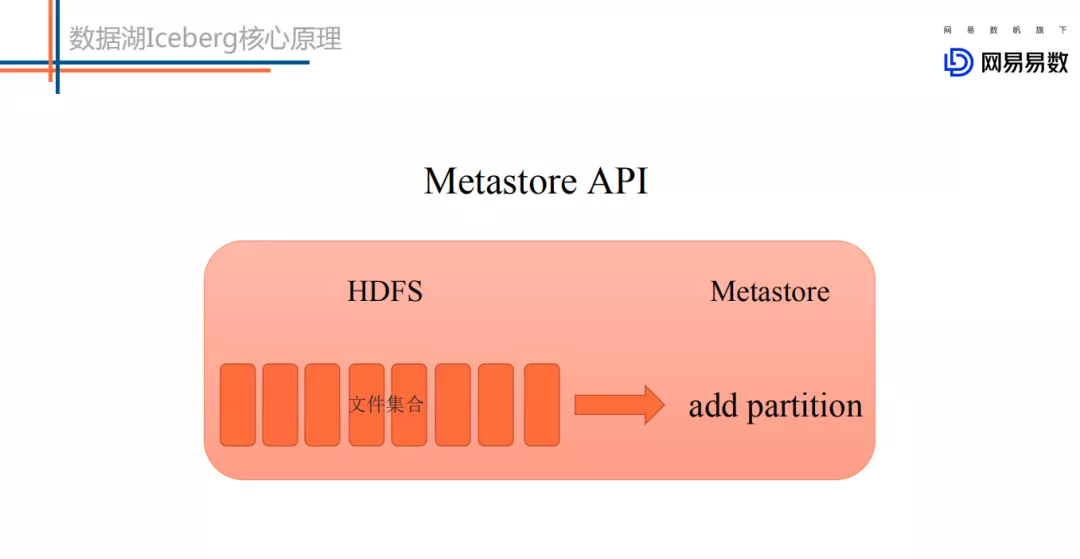 数据湖Iceberg核心原理
网易数帆旗下
网易易数
Metastore API
HDFS
Metastore
文件集合
add partition